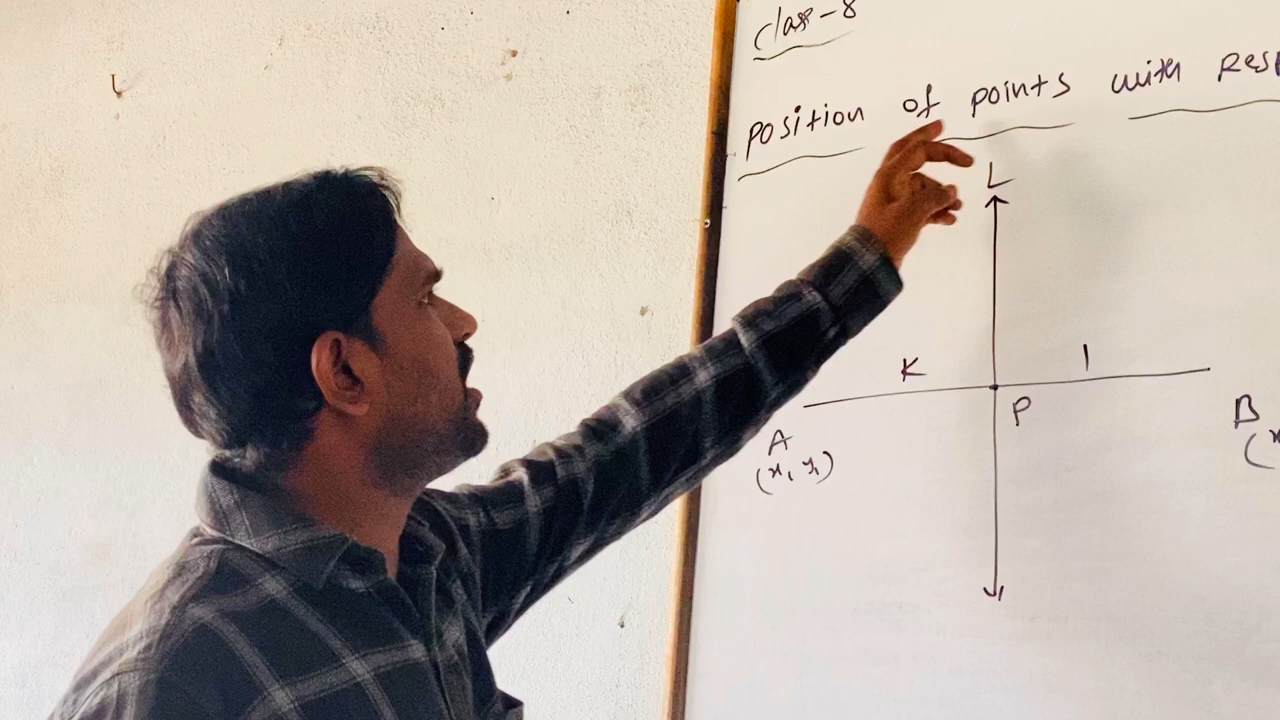 Class-8
Position of points with Resp
L
K l
P
A B
(x₁ y₁) (x